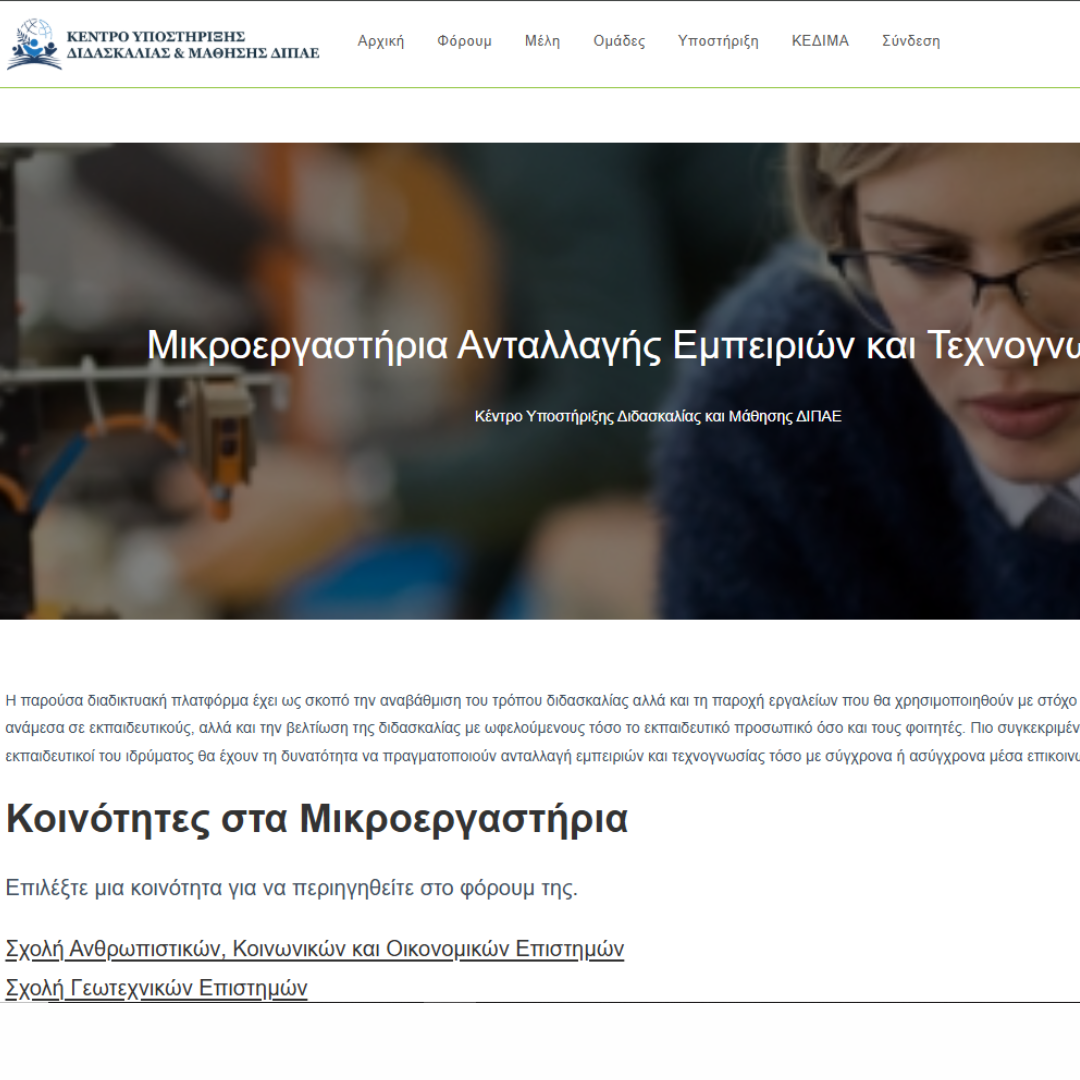 ΚΕΝΤΡΟ ΥΠΟΣΤΗΡΙΞΗΣ
ΔΙΔΑΣΚΑΛΙΑΣ & ΜΑΘΗΣΗΣ ΔΙΠΑΕ
Αρχική Φόρουμ Μέλη Ομάδες Υποστήριξη ΚΕΔΙΜΑ Σύνδεση
Μικροεργαστήρια Ανταλλαγής Εμπειριών και
Κέντρο Υποστήριξης Διδασκαλίας και Μάθησης ΔΙΠΑΕ
Η παρούσα διαδικτυακή πλατφόρμα έχει ως σκοπό την αναβάθμιση του τρόπου διδασκαλίας αλλά και τη παροχή εργαλείων που θα χρησιμοποιηθούν με στόχο
ανάμεσα σε εκπαιδευτικούς, αλλά και την βελτίωση της διδασκαλίας με ωφελούμενους τόσο το εκπαιδευτικό προσωπικό όσο και τους φοιτητές. Πιο
εκπαιδευτικοί του ιδρύματος θα έχουν τη δυνατότητα να πραγματοποιούν ανταλλαγή εμπειριών και τεχνογνωσίας τόσο με σύγχρονα ή ασύγχρονα μέσα
Κοινότητες στα Μικροεργαστήρια
Επιλέξτε μια κοινότητα για να περιηγηθείτε στο φόρουμ της.
Σχολή Ανθρωπιστικών, Κοινωνικών και Οικονομικών Επιστημών
Σχολή Γεωτεχνικών Επιστημών